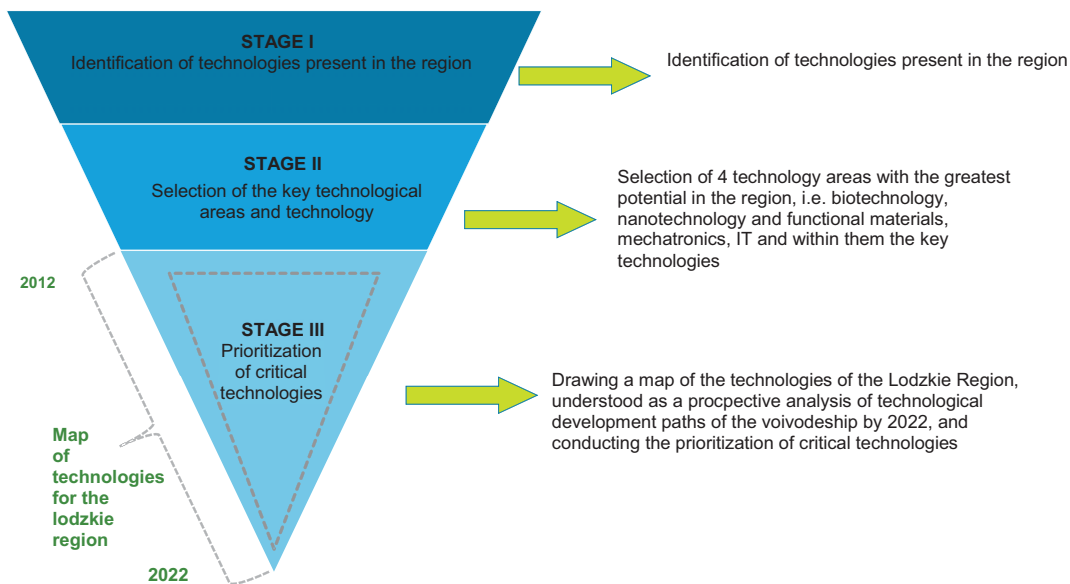 STAGE I
Identification of technologies present in the region
Identification of technologies present in the region
STAGE II
Selection of the key technological
areas and technology
Selection of 4 technology areas with the greatest
potential in the region, i.e. biotechnology,
nanotechnology and functional materials,
mechatronics, IT and within them the key
technologies
2012
STAGE III
Prioritization
of critical
technologies
Drawing a map of the technologies of the Lodzkie Region,
understood as a procpective analysis of technological
development paths of the voivodeship by 2022, and
conducting the prioritization of critical technologies
Map
of
technologies
for the
lodzkie
region
2022